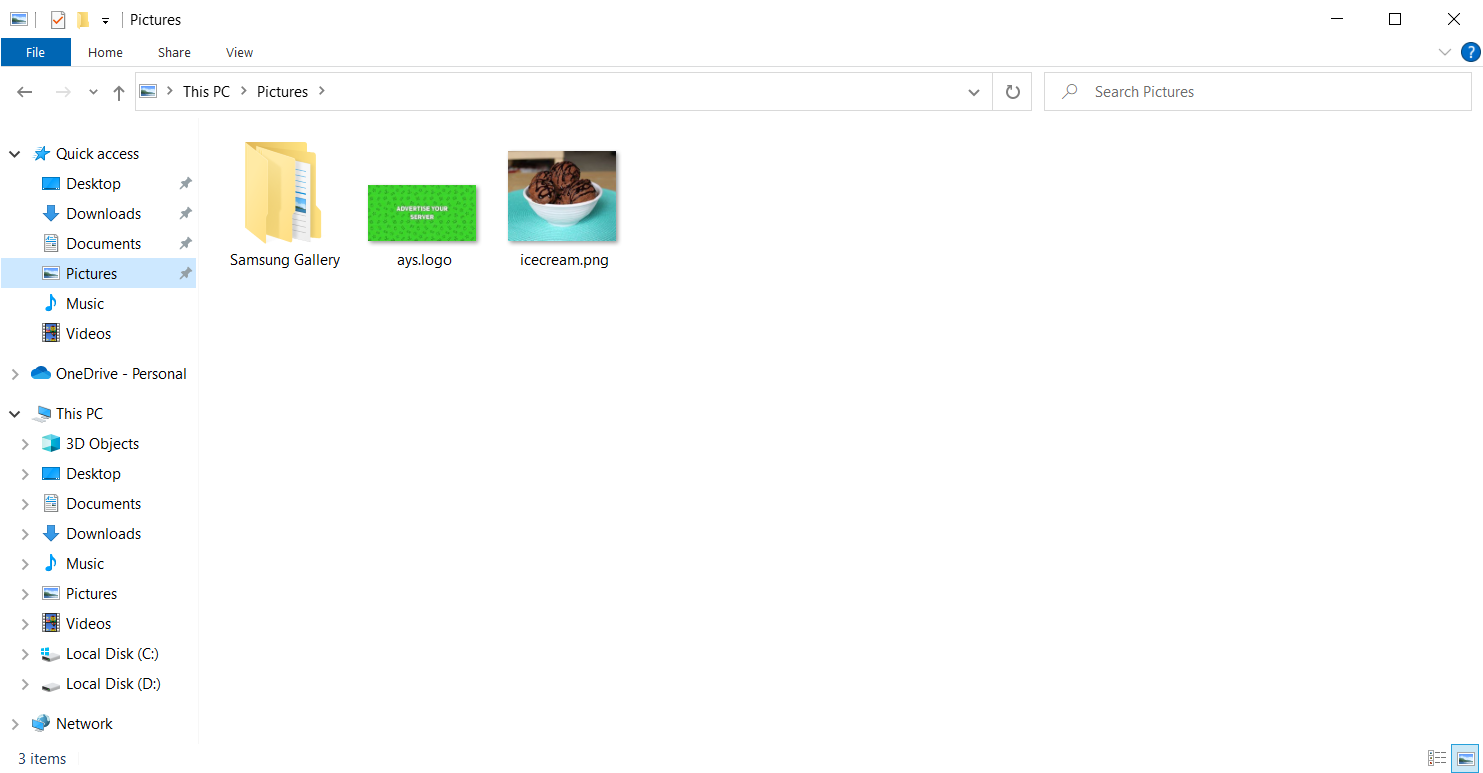 Pictures
File Home Share View ?
This PC Pictures
Search Pictures
Quick access
Desktop
Downloads
Documents
Pictures
Music
Videos
OneDrive - Personal
This PC
3D Objects
Desktop
Documents
Downloads
Music
Pictures
Videos
Local Disk (C:)
Local Disk (D:)
Network
ADVERTISE YOUR
SERVER
Samsung Gallery
ays.logo
icecream.png
3 items